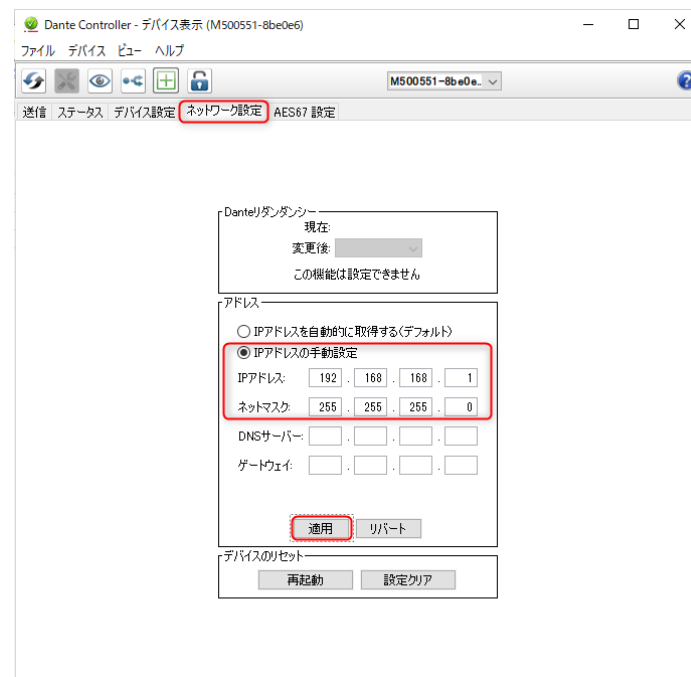 Dante Controller - デバイス表示 (M500551-8be0e6)
ファイル デバイス ビュー ヘルプ
M500551-8be0e..
送信 ステータス デバイス設定 ネットワーク設定 AES67 設定
Danteリダンダンシー
現在:
変更後:
この機能は設定できません
アドレス
IPアドレスを自動的に取得する(デフォルト)
IPアドレスの手動設定
IPアドレス: 192 . 168 . 168 . 1
ネットマスク: 255 . 255 . 255 . 0
DNSサーバー: . . .
ゲートウェイ: . . .
適用 リバート
デバイスのリセット
再起動 設定クリア